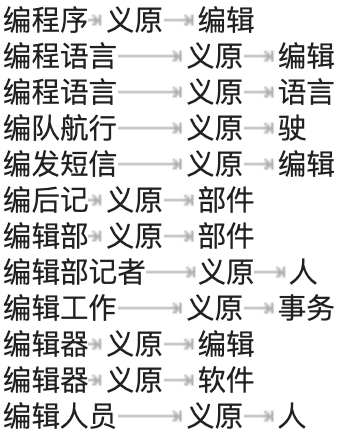 编程序 义原 编辑
编程语言 义原 编辑
编程语言 义原 语言
编队航行 义原 驶
编发短信 义原 编辑
编后记 义原 部件
编辑部 义原 部件
编辑部记者 义原 人
编辑工作 义原 事务
编辑器 义原 编辑
编辑器 义原 软件
编辑人员 义原 人